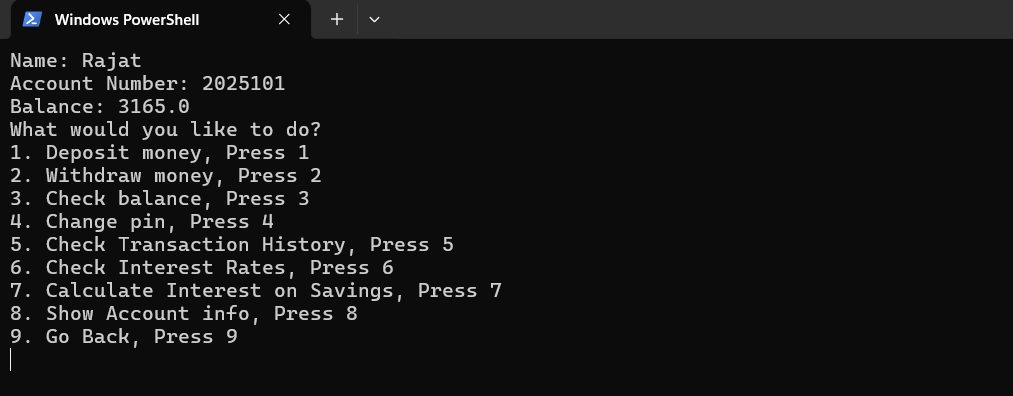 Windows PowerShell
Name: Rajat
Account Number: 2025101
Balance: 3165.0
What would you like to do?
1. Deposit money, Press 1
2. Withdraw money, Press 2
3. Check balance, Press 3
4. Change pin, Press 4
5. Check Transaction History, Press 5
6. Check Interest Rates, Press 6
7. Calculate Interest on Savings, Press 7
8. Show Account info, Press 8
9. Go Back, Press 9